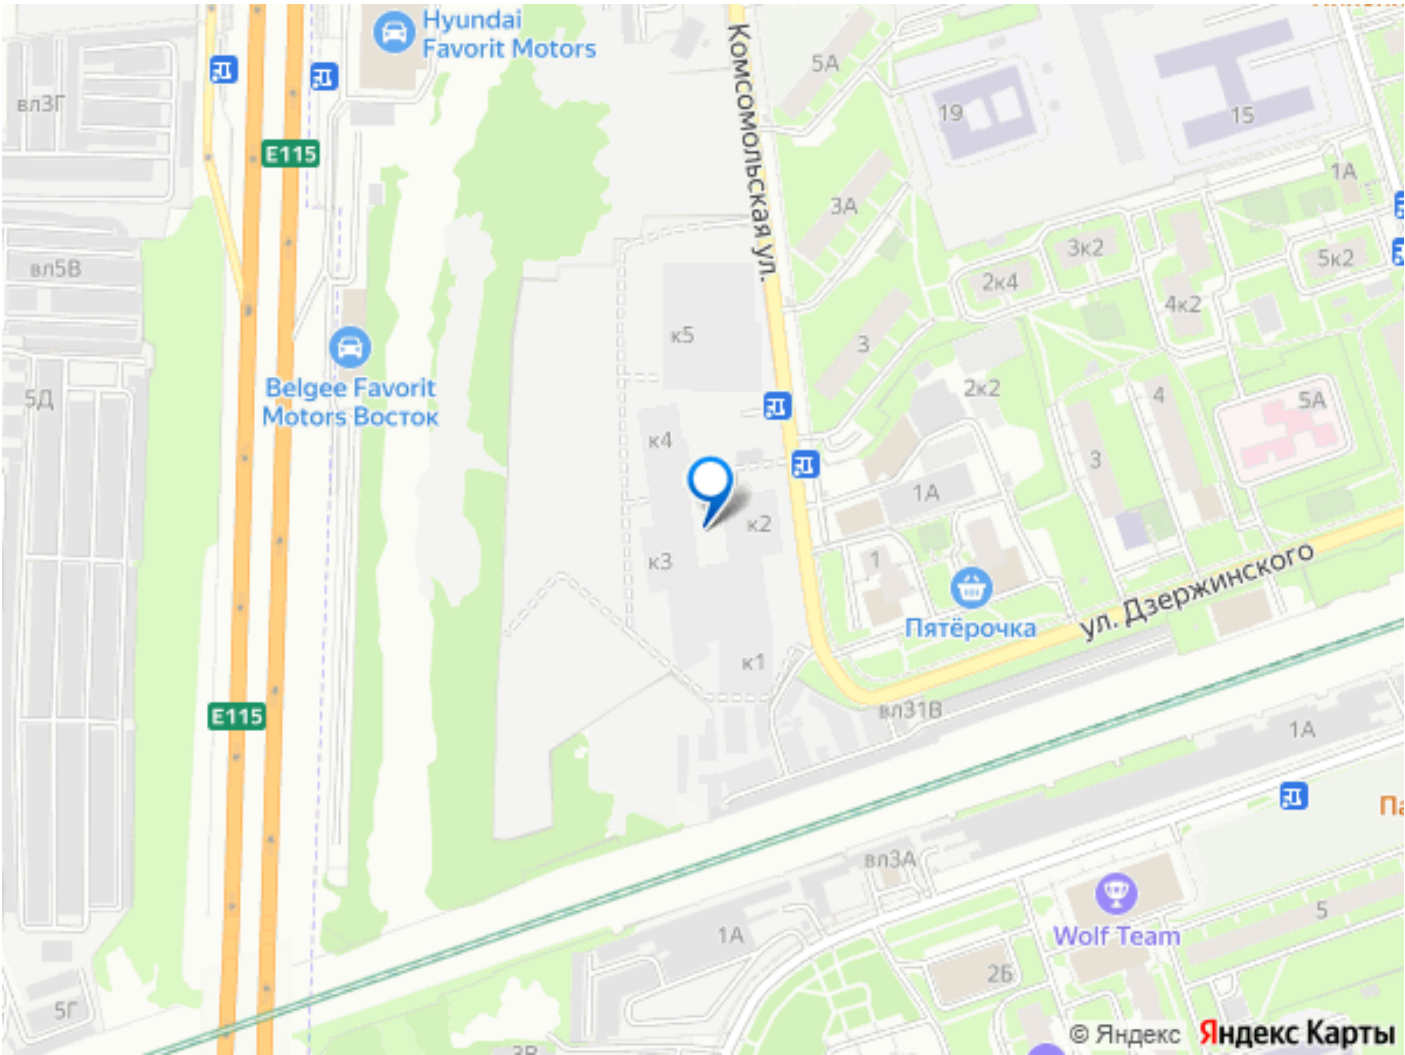 Hyundai
Favorit Motors
Комсомольская ул.
5А
19
15
вл3Г
E115
1А
3А
3к2
5к2
вл5В
2к4
4к2
к5
3
Belgee Favorit
Motors Восток
2к2
4
5А
5Д
к4
3
1А
к2
к3
1
Пятёрочка
ул. Дзержинского
к1
E115
вл31В
1А
Па
вл3А
1А
Wolf Team
5
2Б
5Г
3В
© Яндекс Яндекс Карты